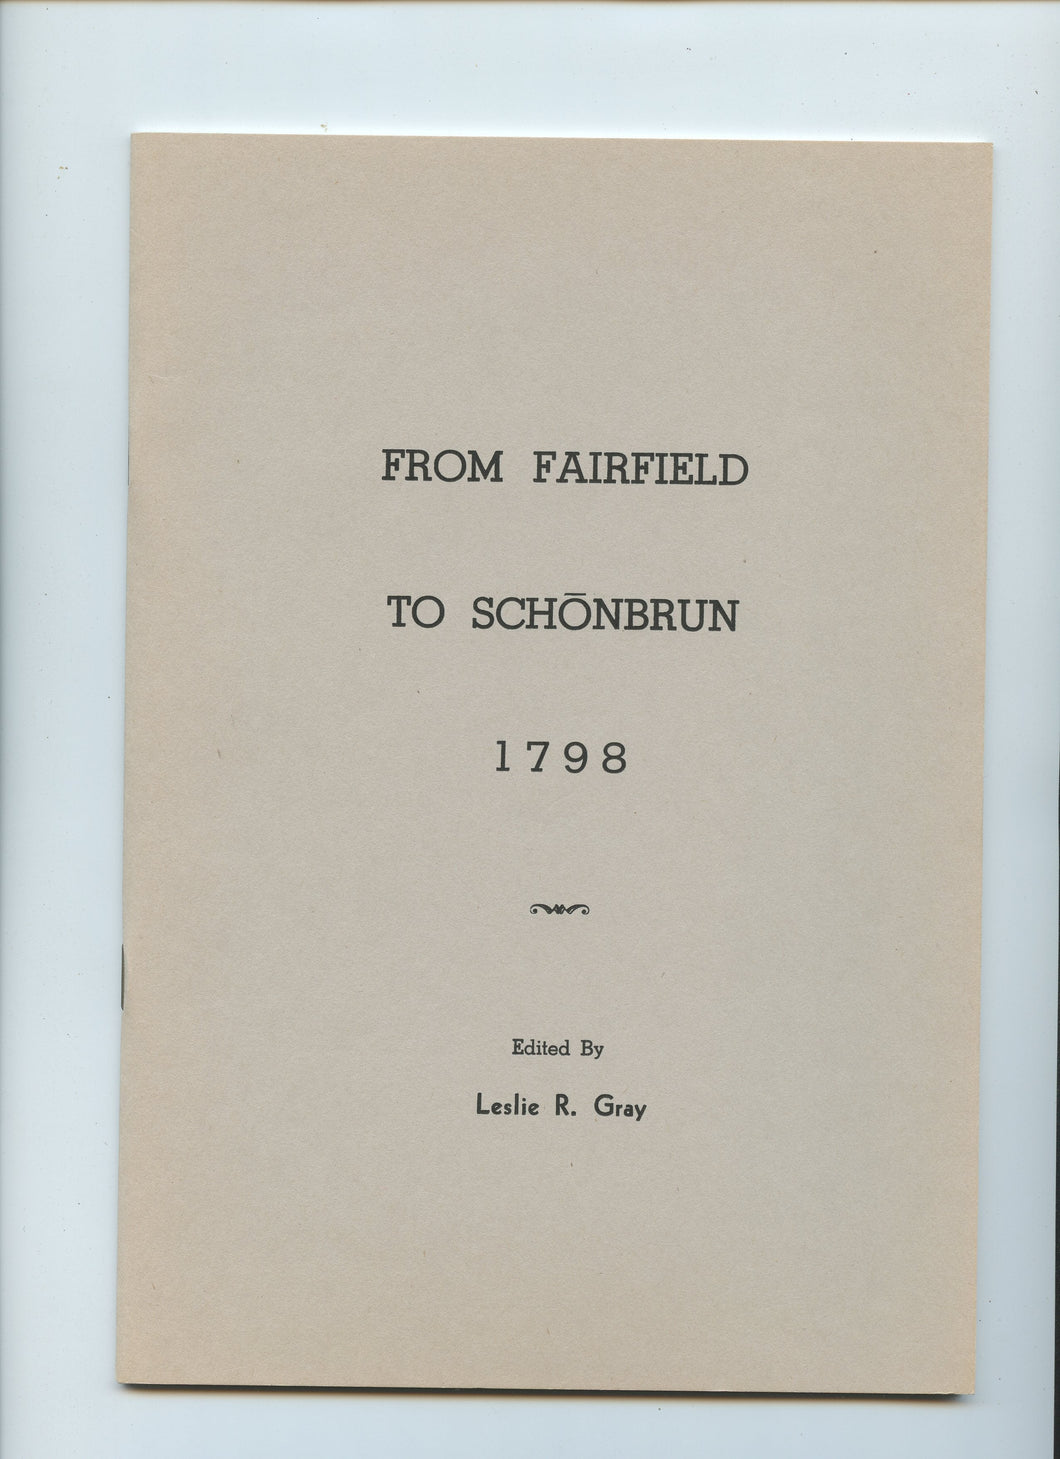 FROM FAIRFIELD
TO SCHŌNBRUN
1798
Edited By
Leslie R. Gray